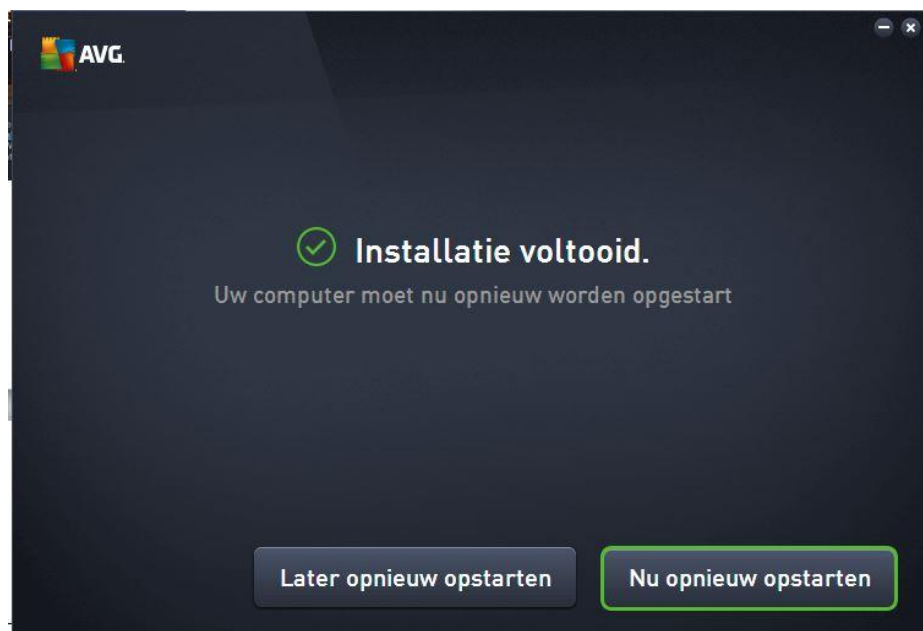 AVG.
Installatie voltooid.
Uw computer moet nu opnieuw worden opgestart
Later opnieuw opstarten
Nu opnieuw opstarten